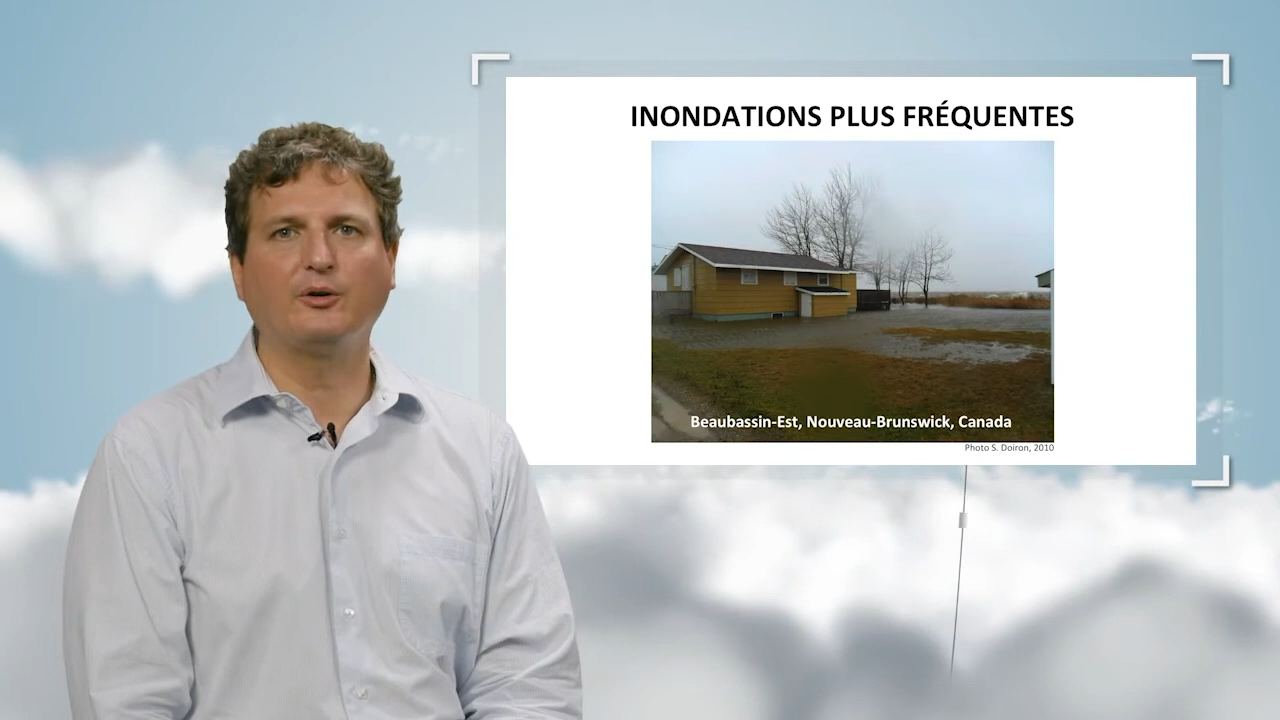 INONDATIONS PLUS FRÉQUENTES
Beaubassin-Est, Nouveau-Brunswick, Canada
Photo S. Doiron, 2010